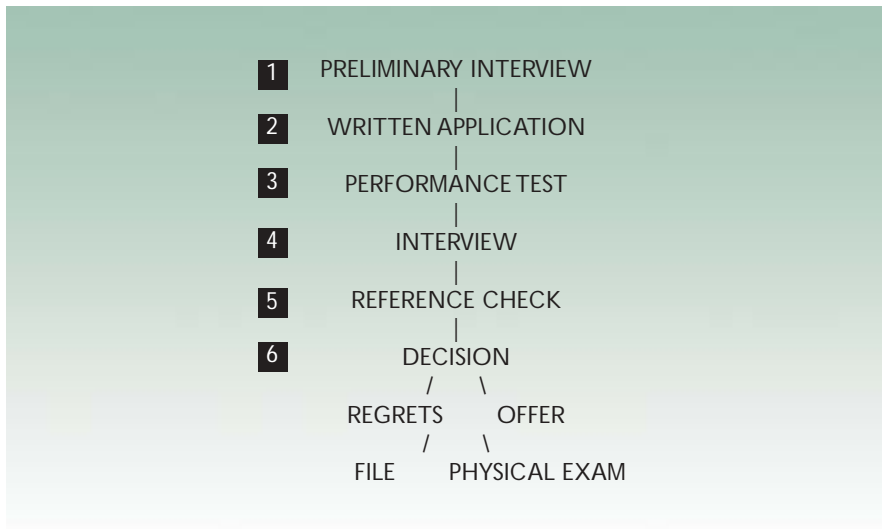 1 PRELIMINARY INTERVIEW
2 WRITTEN APPLICATION
3 PERFORMANCE TEST
4 INTERVIEW
5 REFERENCE CHECK
6 DECISION
REGRETS OFFER
FILE PHYSICAL EXAM